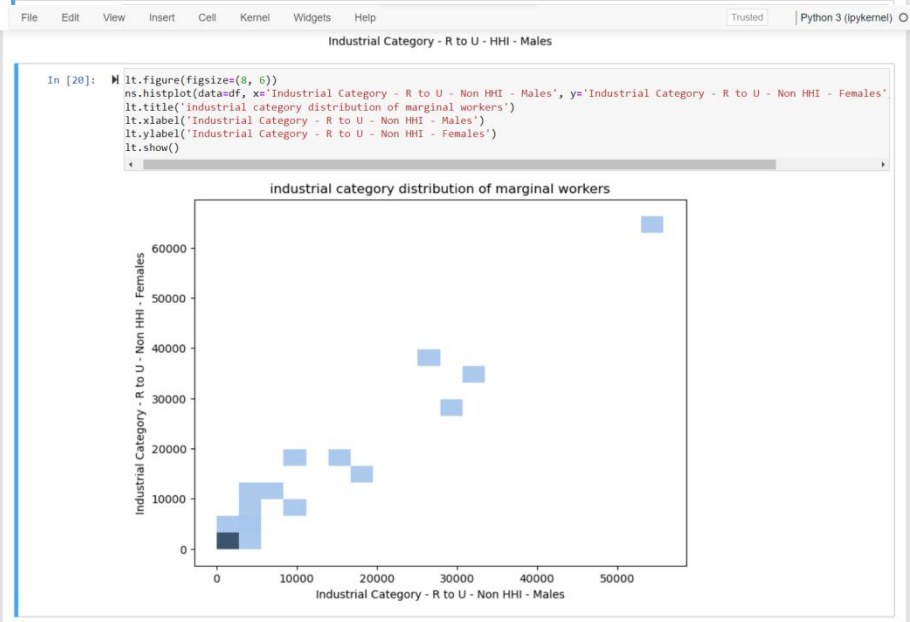 File Edit View Insert Cell Kernel Widgets Help Trusted Python 3 (ipykernel)
Industrial Category - R to U - HHI - Males
In [20]:
lt.figure(figsize=(8, 6))
ns.histplot(data=df, x='Industrial Category - R to U - Non HHI - Males', y='Industrial Category - R to U - Non HHI - Females'
lt.title('industrial category distribution of marginal workers')
lt.xlabel('Industrial Category - R to U - Non HHI - Males')
lt.ylabel('Industrial Category - R to U - Non HHI - Females')
lt.show()
industrial category distribution of marginal workers
Industrial Category - R to U - Non HHI - Females
60000
50000
40000
30000
20000
10000
0
0 10000 20000 30000 40000 50000
Industrial Category - R to U - Non HHI - Males